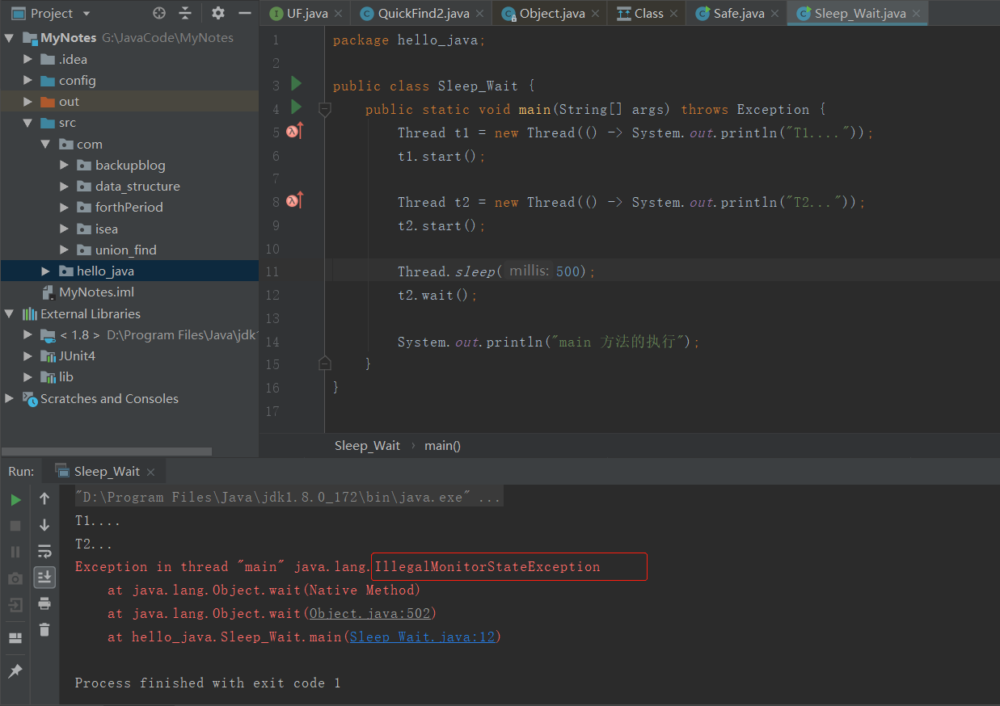 Project
MyNotes G:\JavaCode\MyNotes
.idea
config
out
src
com
backupblog
data_structure
forthPeriod
isea
union_find
hello_java
MyNotes.iml
External Libraries
< 1.8 > D:\Program Files\Java\jdk1
JUnit4
lib
Scratches and Consoles
UF.java QuickFind2.java Object.java Class Safe.java Sleep_Wait.java
1 package hello_java;
2
3 public class Sleep_Wait {
4 public static void main(String[] args) throws Exception {
5 Thread t1 = new Thread(() -> System.out.println("T1...."));
6 t1.start();
7
8 Thread t2 = new Thread(() -> System.out.println("T2..."));
9 t2.start();
10
11 Thread.sleep( millis: 500);
12 t2.wait();
13
14 System.out.println("main 方法的执行");
15 }
16 }
17
Sleep_Wait › main()
Run: Sleep_Wait
"D:\Program Files\Java\jdk1.8.0_172\bin\java.exe" ...
T1....
T2...
Exception in thread "main" java.lang.IllegalMonitorStateException
at java.lang.Object.wait(Native Method)
at java.lang.Object.wait(Object.java:502)
at hello_java.Sleep_Wait.main(Sleep_Wait.java:12)
Process finished with exit code 1